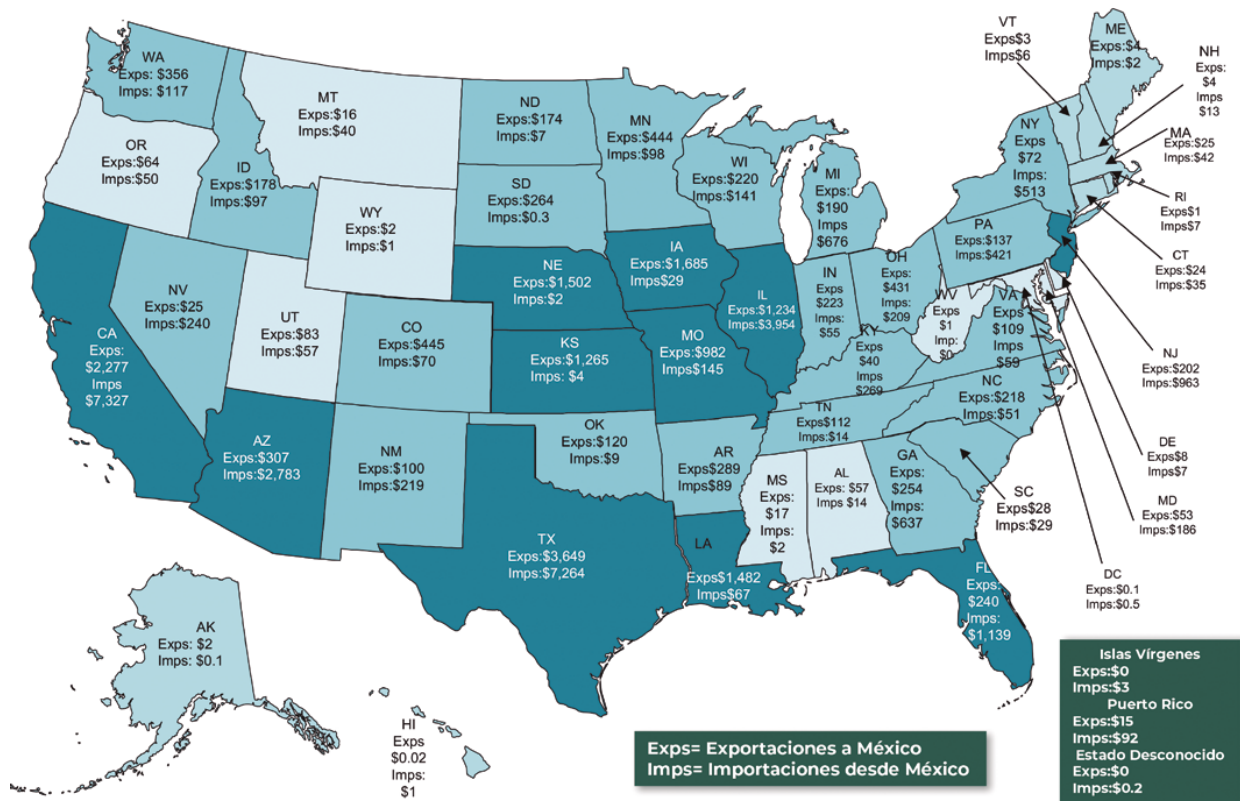 WA
Exps: $356
Imps: $117
MT
Exps:$16
Imps:$40
ND
Exps:$174
Imps:$7
MN
Exps:$444
Imps:$98
VT
Exps$3
Imps$6
ME
Exps:$4
Imps:$2
NH
Exps:
$4
Imps
$13
OR
Exps:$64
Imps:$50
ID
Exps:$178
Imps:$97
SD
Exps:$264
Imps:$0.3
WI
Exps:$220
Imps:$141
MI
Exps:
$190
Imps
$676
NY
Exps
$72
Imps:
$513
MA
Exps:$25
Imps:$42
RI
Exps$1
Imps$7
CT
Exps:$24
Imps:$35
WY
Exps:$2
Imps:$1
NE
Exps:$1,502
Imps:$2
IA
Exps:$1,685
Imps$29
PA
Exps:$137
Imps:$421
NV
Exps:$25
Imps:$240
UT
Exps:$83
Imps:$57
CO
Exps:$445
Imps:$70
KS
Exps:$1,265
Imps: $4
MO
Exps:$982
Imps$145
IL
Exps:$1,234
Imps:$3,954
IN
Exps
$223
Imps:
$55
OH
Exps:
$431
Imps:
$209
WV
Exps
$1
Imp:
$0
VA
Exps
$109
Imps
$59
NJ
Exps:$202
Imps:$963
CA
Exps:
$2,277
Imps
$7,327
KY
Exps
$40
Imps
$269
NC
Exps:$218
Imps:$51
TN
Exps$112
Imps:$14
DE
Exps$8
Imps$7
AZ
Exps:$307
Imps:$2,783
NM
Exps:$100
Imps:$219
OK
Exps:$120
Imps:$9
AR
Exps$289
Imps$89
MS
Exps:
$17
Imps:
$2
AL
Exps: $57
Imps $14
GA
Exps:
$254
Imps:
$637
SC
Exps$28
Imps:$29
MD
Exps:$53
Imps:$186
TX
Exps:$3,649
Imps:$7,264
LA
Exps$1,482
Imps$67
FL
Exps:
$240
Imps:
$1,139
DC
Exps:$0.1
Imps:$0.5
AK
Exps: $2
Imps: $0.1
HI
Exps
$0.02
Imps:
$1
Exps= Exportaciones a México
Imps= Importaciones desde México
Islas Vírgenes
Exps:$0
Imps:$3
Puerto Rico
Exps:$15
Imps:$92
Estado Desconocido
Exps:$0
Imps:$0.2